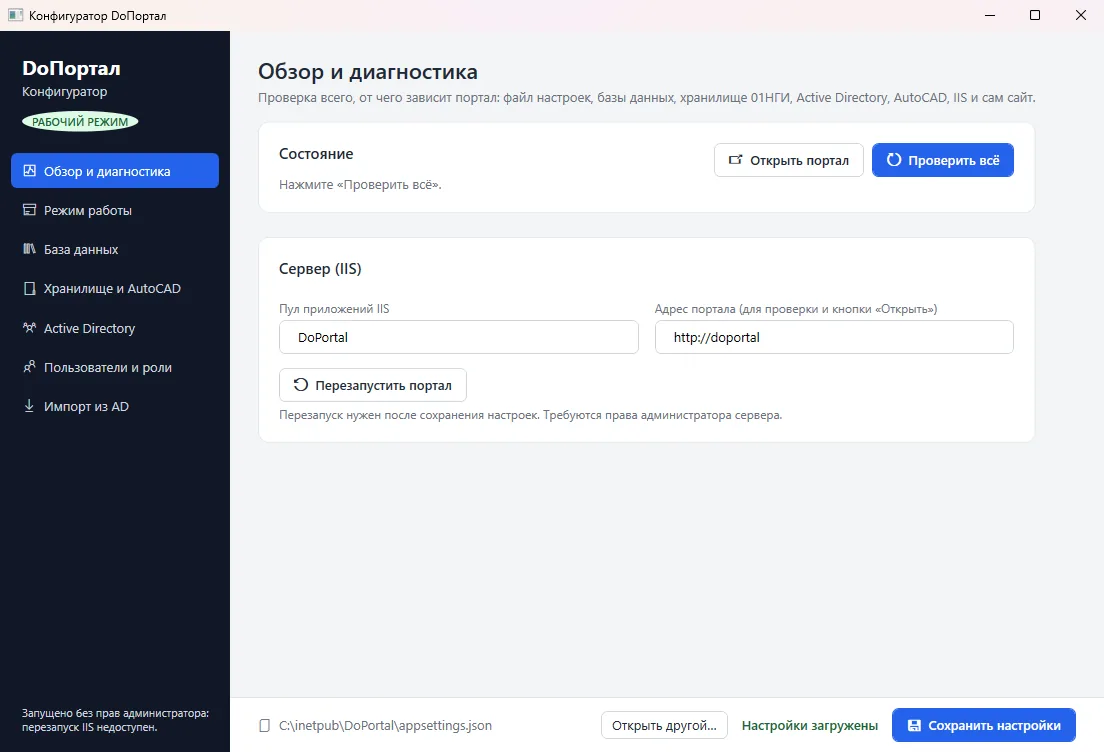 Конфигуратор DoПортал
DoПортал
Конфигуратор
РАБОЧИЙ РЕЖИМ
Обзор и диагностика
Режим работы
База данных
Хранилище и AutoCAD
Active Directory
Пользователи и роли
Импорт из AD
Запущено без прав администратора:
перезапуск IIS недоступен.
Обзор и диагностика
Проверка всего, от чего зависит портал: файл настроек, базы данных, хранилище 01НГИ, Active Directory, AutoCAD, IIS и сам сайт.
Состояние
Нажмите «Проверить всё».
Открыть портал
Проверить всё
Сервер (IIS)
Пул приложений IIS
DoPortal
Адрес портала (для проверки и кнопки «Открыть»)
http://doportal
Перезапустить портал
Перезапуск нужен после сохранения настроек. Требуются права администратора сервера.
C:\inetpub\DoPortal\appsettings.json
Открыть другой...
Настройки загружены
Сохранить настройки